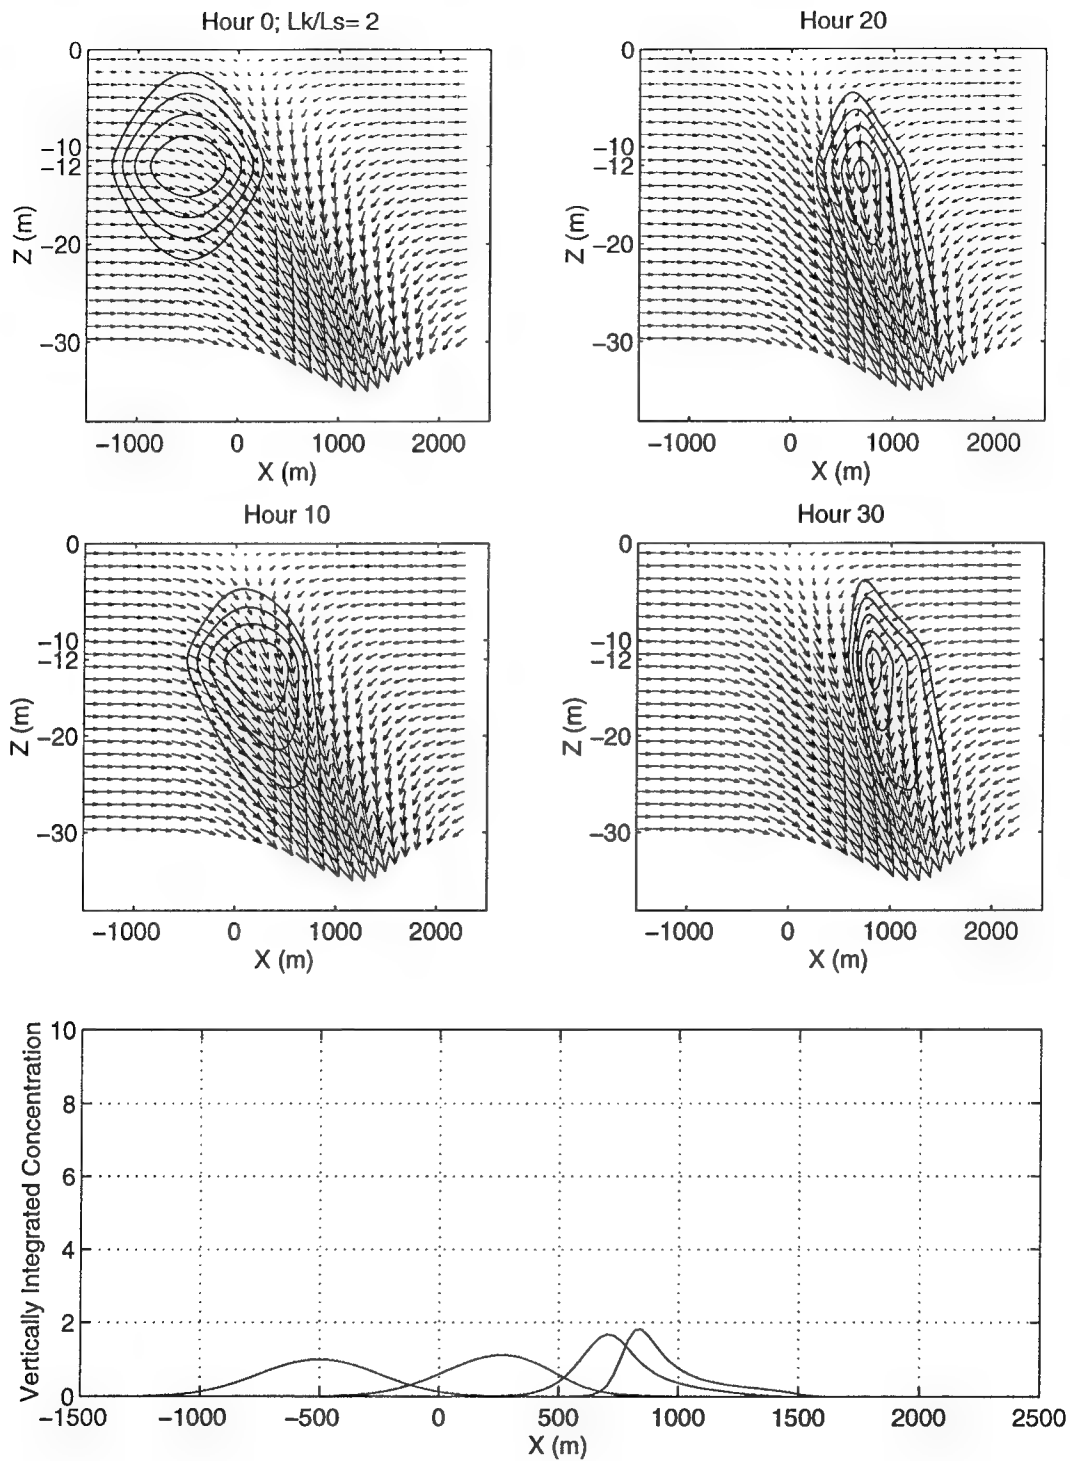 Hour 0; Lk/Ls= 2
0
−10
−12
−20
−30
Z (m)
−1000 0 1000 2000
X (m)
Hour 20
0
−10
−12
−20
−30
Z (m)
−1000 0 1000 2000
X (m)
Hour 10
0
−10
−12
−20
−30
Z (m)
−1000 0 1000 2000
X (m)
Hour 30
0
−10
−12
−20
−30
Z (m)
−1000 0 1000 2000
X (m)
Vertically Integrated Concentration
10
8
6
4
2
0
−1500 −1000 −500 0 500 1000 1500 2000 2500
X (m)